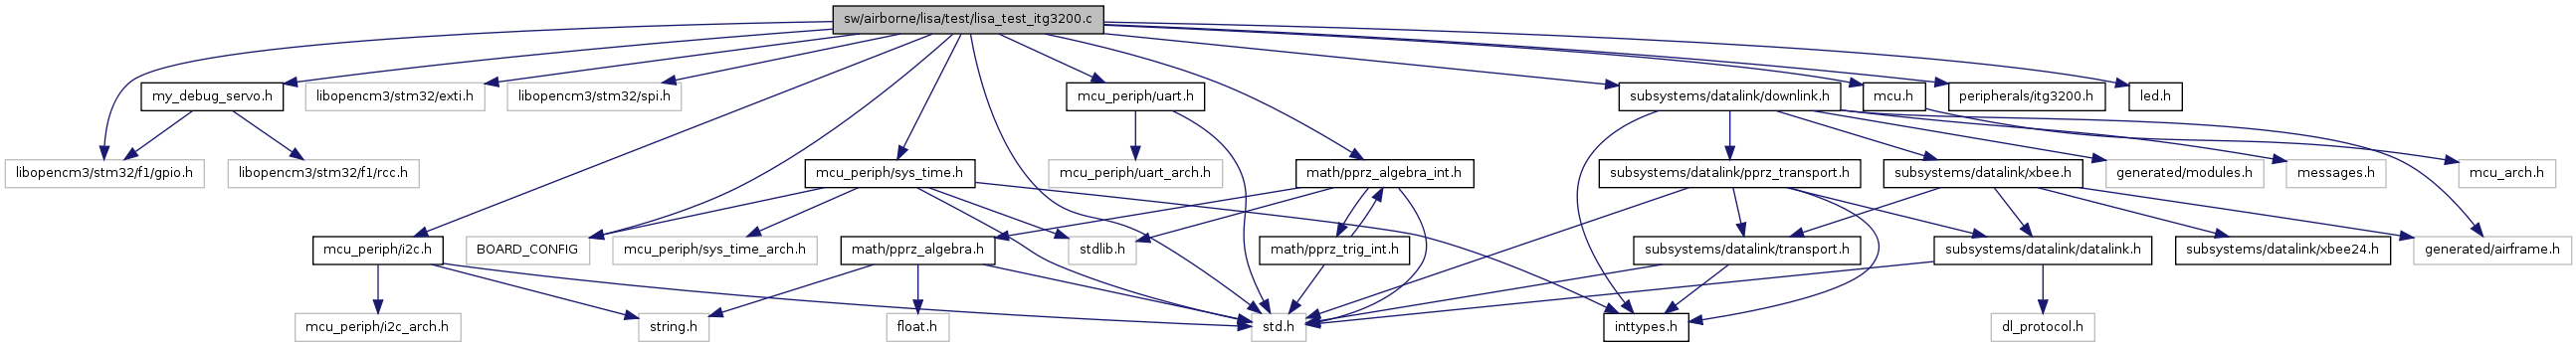 sw/airborne/lisa/test/lisa_test_itg3200.c
my_debug_servo.h
libopencm3/stm32/exti.h
libopencm3/stm32/spi.h
mcu_periph/uart.h
subsystems/datalink/downlink.h
mcu.h
peripherals/itg3200.h
led.h
libopencm3/stm32/f1/gpio.h
libopencm3/stm32/f1/rcc.h
mcu_periph/sys_time.h
mcu_periph/uart_arch.h
math/pprz_algebra_int.h
subsystems/datalink/pprz_transport.h
subsystems/datalink/xbee.h
generated/modules.h
messages.h
mcu_arch.h
mcu_periph/i2c.h
BOARD_CONFIG
mcu_periph/sys_time_arch.h
math/pprz_algebra.h
stdlib.h
math/pprz_trig_int.h
subsystems/datalink/transport.h
subsystems/datalink/datalink.h
subsystems/datalink/xbee24.h
generated/airframe.h
mcu_periph/i2c_arch.h
string.h
float.h
std.h
inttypes.h
dl_protocol.h